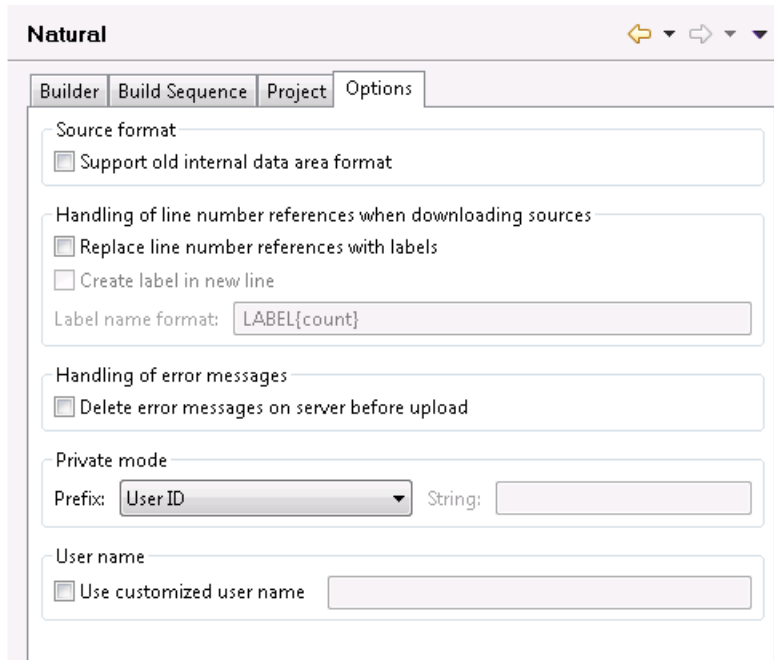 Natural
Builder
Build Sequence
Project
Options
Source format
Support old internal data area format
Handling of line number references when downloading sources
Replace line number references with labels
Create label in new line
Label name format: LABEL{count}
Handling of error messages
Delete error messages on server before upload
Private mode
Prefix: User ID String:
User name
Use customized user name